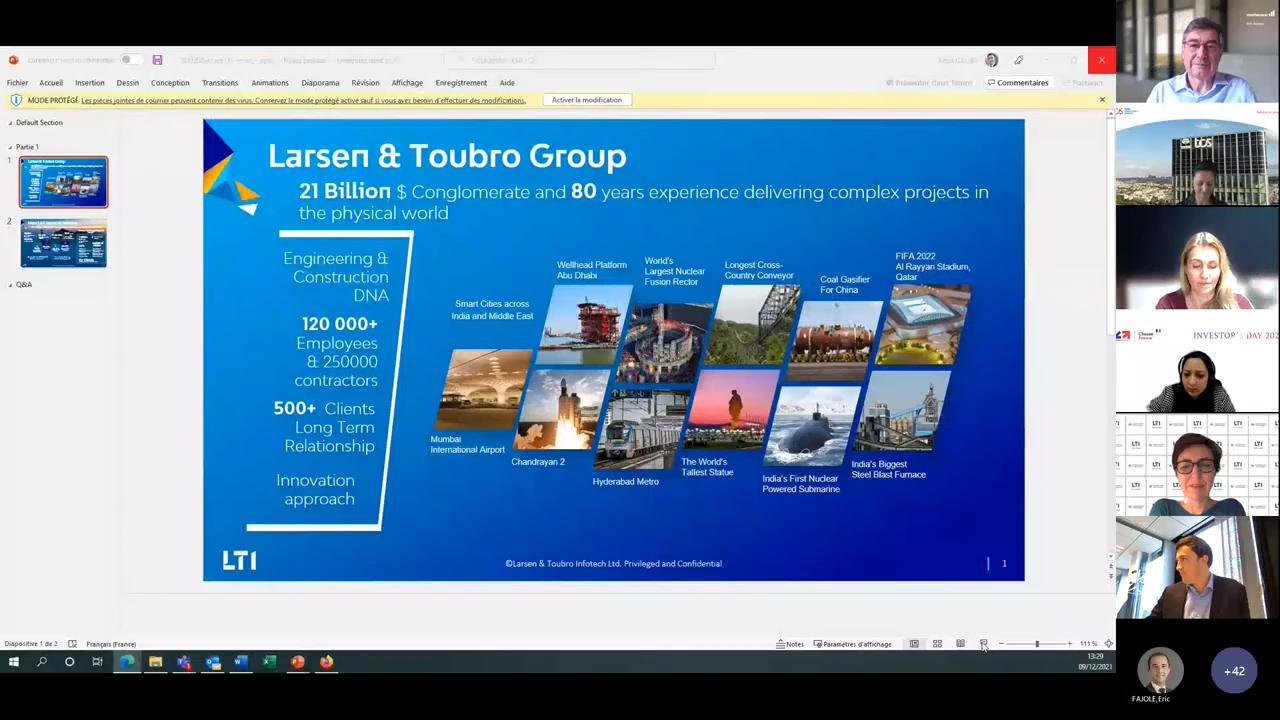 Fichier Accueil Insertion Dessin Conception Transitions Animations Diaporama Révision Affichage Enregistrement Aide
Commentaires
MODE PROTÉGÉ Les pièces jointes de courrier peuvent contenir des virus. Conservez le mode protégé activé sauf si vous avez besoin d'effectuer des modifications. Activer la modification
Default Section
Partie 1
1
2
Q&A
Larsen & Toubro Group
21 Billion $ Conglomerate and 80 years experience delivering complex projects in
the physical world
Engineering &
Construction
DNA
120 000+
Employees
& 250000
contractors
500+ Clients
Long Term
Relationship
Innovation
approach
Smart Cities across
India and Middle East
Wellhead Platform
Abu Dhabi
World's
Largest Nuclear
Fusion Rector
Longest Cross-
Country Conveyor
Coal Gasifier
For China
FIFA 2022
Al Rayyan Stadium,
Qatar
Mumbai
International Airport
Chandrayan 2
Hyderabad Metro
The World's
Tallest Statue
India's First Nuclear
Powered Submarine
India's Biggest
Steel Blast Furnace
LTI
©Larsen & Toubro Infotech Ltd. Privileged and Confidential
1
Diapositive 1 de 2 Français (France) Notes Paramètres d'affichage 111 %
13:29
09/12/2021
tcs
Choose
France
INVESTOR'S DAY 202
LTI
FAJOLE,Eric
+42